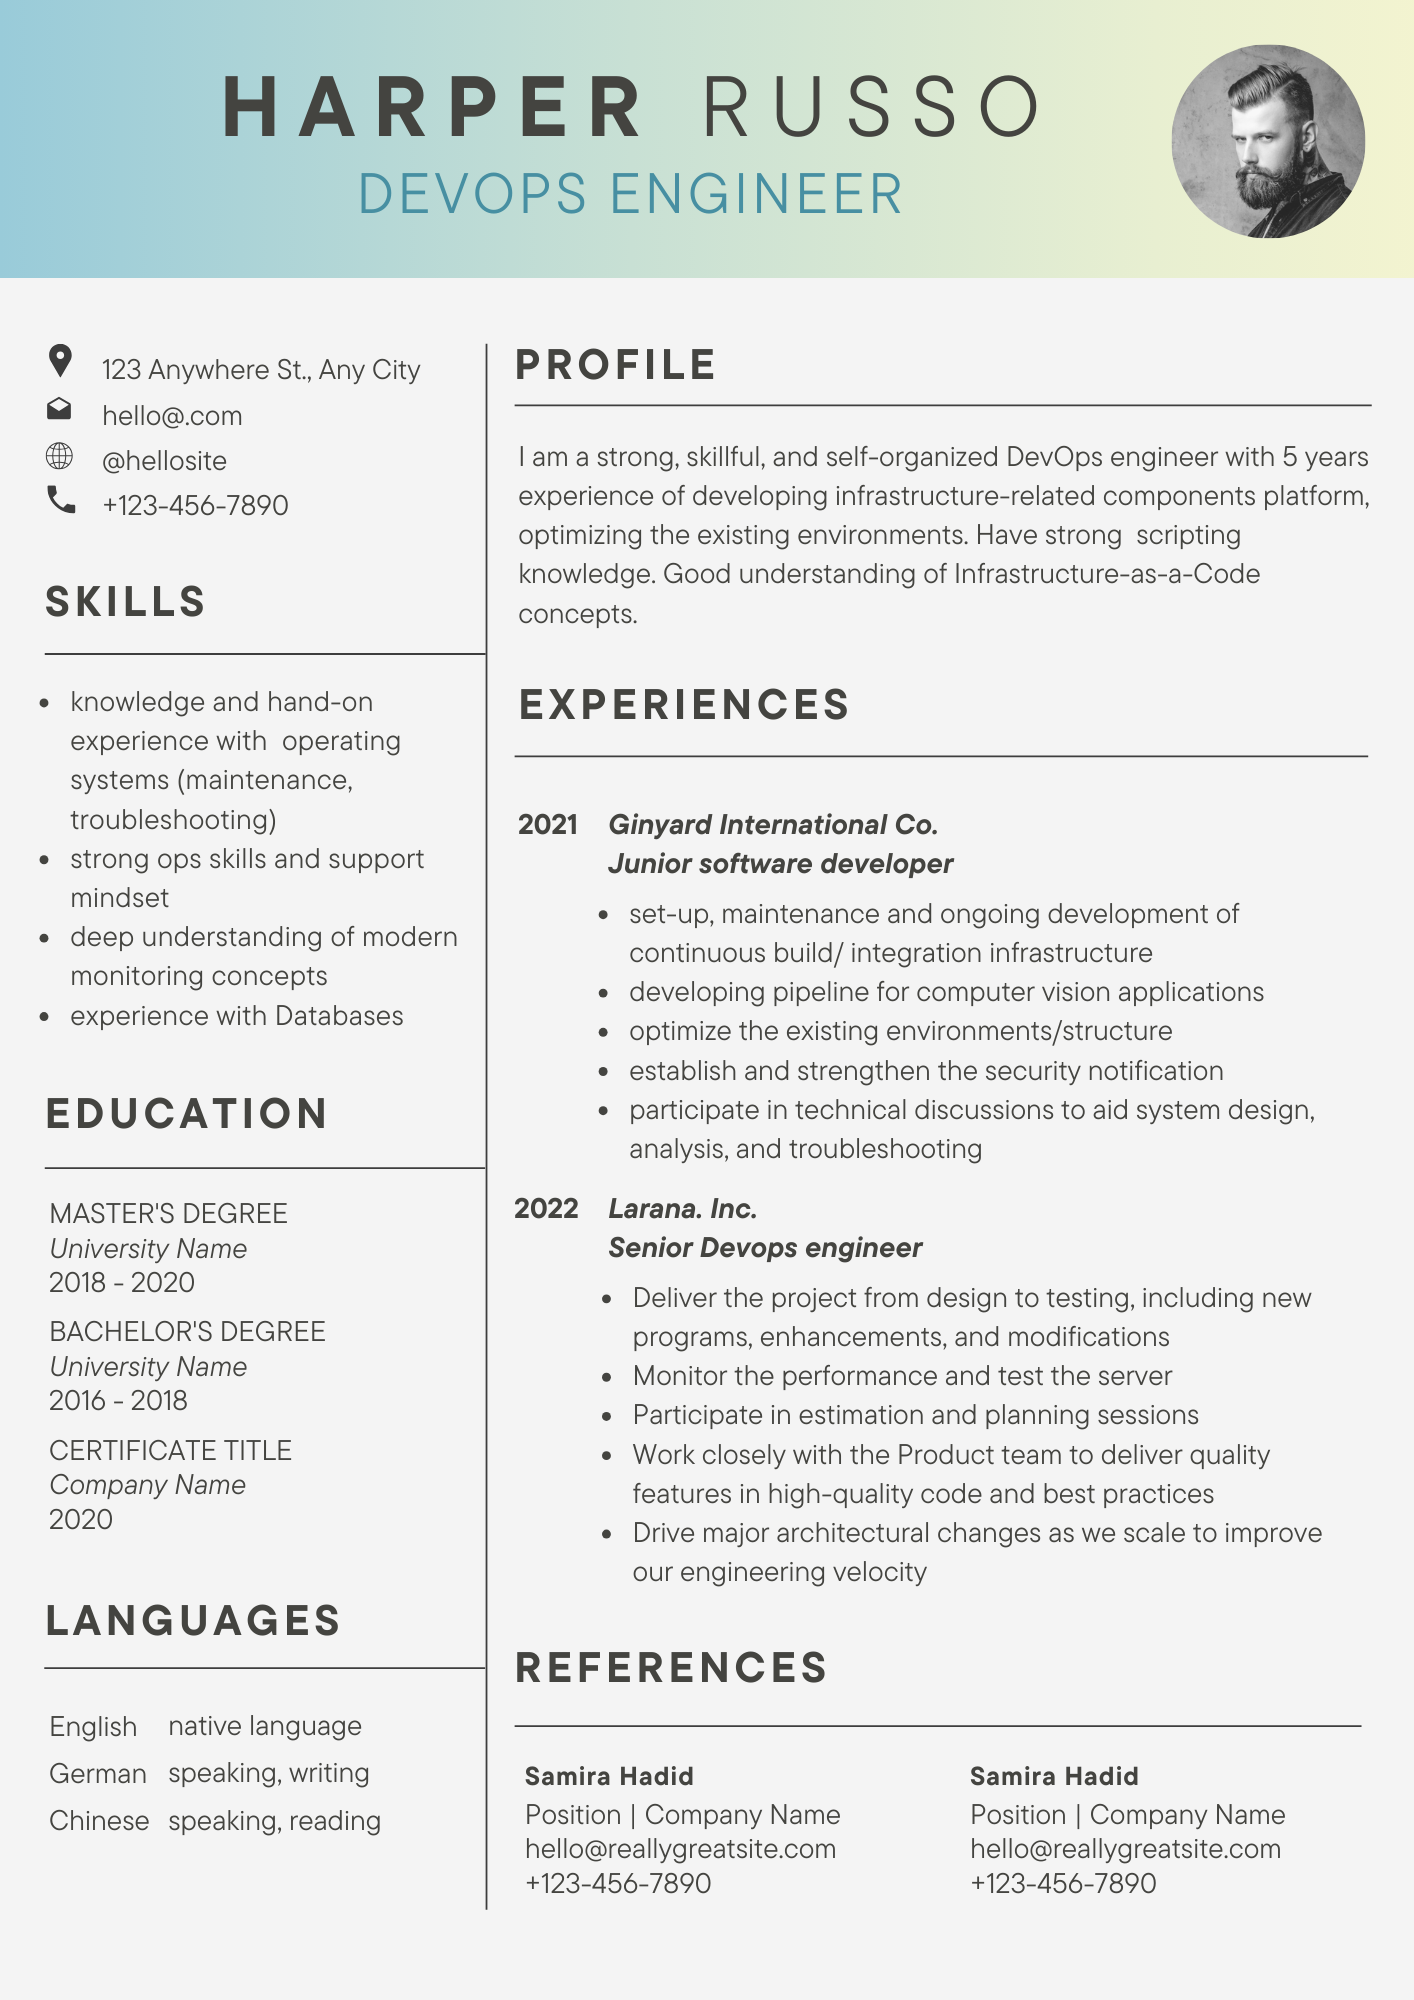 HARPER RUSSO
DEVOPS ENGINEER
123 Anywhere St., Any City
hello@.com
@hellosite
+123-456-7890
SKILLS
• knowledge and hand-on
experience with  operating
systems (maintenance,
troubleshooting)
• strong ops skills and support
mindset
• deep understanding of modern
monitoring concepts
• experience with Databases
EDUCATION
MASTER'S DEGREE
University Name
2018 - 2020
BACHELOR'S DEGREE
University Name
2016 - 2018
CERTIFICATE TITLE
Company Name
2020
LANGUAGES
English native language
German speaking, writing
Chinese speaking, reading
PROFILE
I am a strong, skillful, and self-organized DevOps engineer with 5 years
experience of developing infrastructure-related components platform,
optimizing the existing environments. Have strong  scripting
knowledge. Good understanding of Infrastructure-as-a-Code
concepts.
EXPERIENCES
2021 Ginyard International Co.
Junior software developer
• set-up, maintenance and ongoing development of
continuous build/ integration infrastructure
• developing pipeline for computer vision applications
• optimize the existing environments/structure
• establish and strengthen the security notification
• participate in technical discussions to aid system design,
analysis, and troubleshooting
2022 Larana. Inc.
Senior Devops engineer
• Deliver the project from design to testing, including new
programs, enhancements, and modifications
• Monitor the performance and test the server
• Participate in estimation and planning sessions
• Work closely with the Product team to deliver quality
features in high-quality code and best practices
• Drive major architectural changes as we scale to improve
our engineering velocity
REFERENCES
Samira Hadid
Position | Company Name
hello@reallygreatsite.com
+123-456-7890
Samira Hadid
Position | Company Name
hello@reallygreatsite.com
+123-456-7890